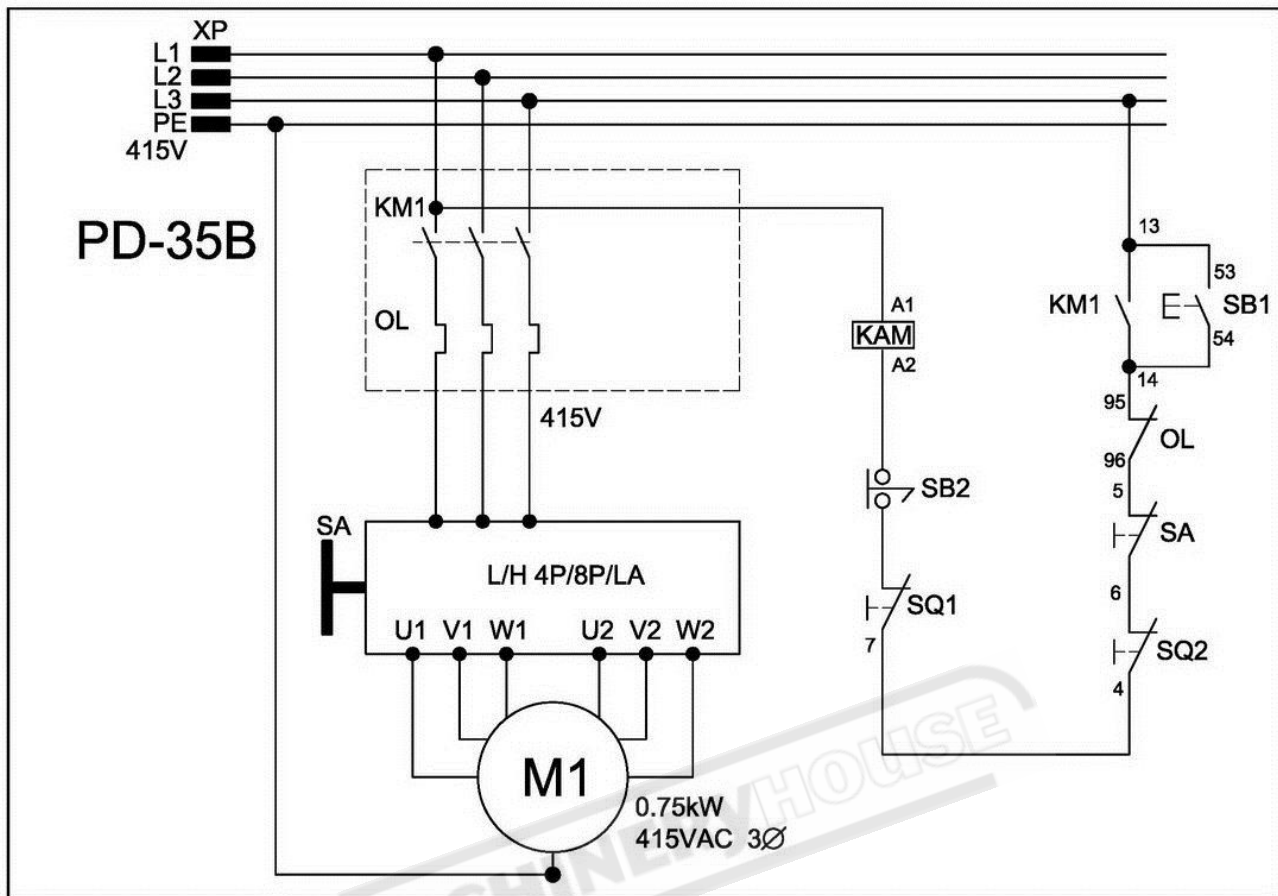 XP
L1
L2
L3
PE
415V
PD-35B
KM1
OL
415V
A1
KAM
A2
SB2
SQ1
7
13
KM1
53
SB1
54
14
95
OL
96
5
SA
6
SQ2
4
SA
L/H 4P/8P/LA
U1 V1 W1 U2 V2 W2
M1
0.75kW
415VAC 3Ø